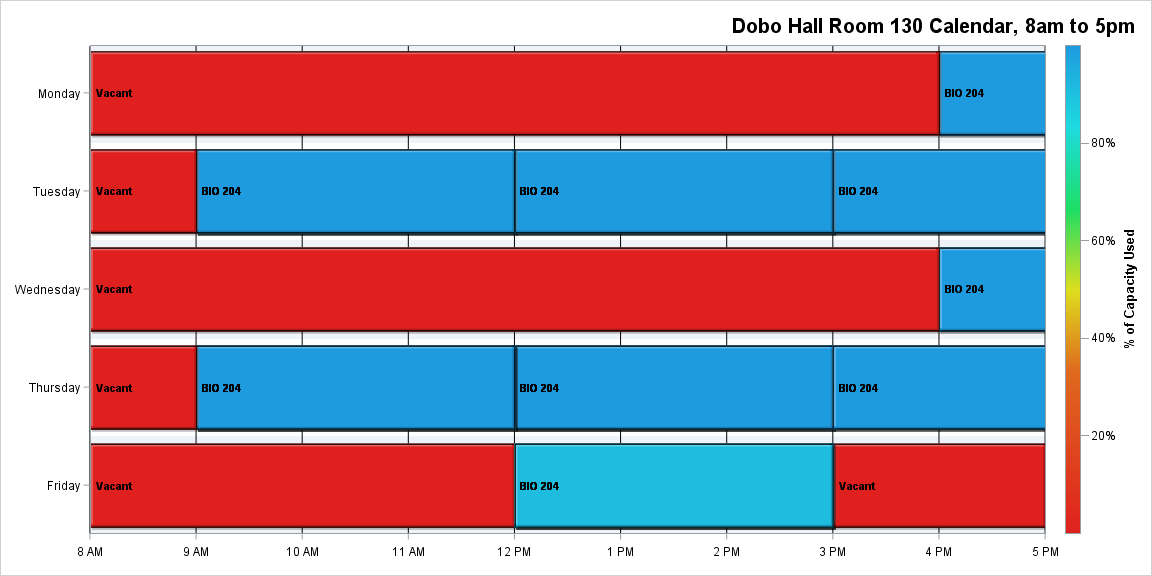 Dobo Hall Room 130 Calendar, 8am to 5pm
Monday
Vacant
BIO 204
Tuesday
Vacant
BIO 204
BIO 204
BIO 204
Wednesday
Vacant
BIO 204
Thursday
Vacant
BIO 204
BIO 204
BIO 204
Friday
Vacant
BIO 204
Vacant
8 AM
9 AM
10 AM
11 AM
12 PM
1 PM
2 PM
3 PM
4 PM
5 PM
80%
60%
40%
20%
% of Capacity Used